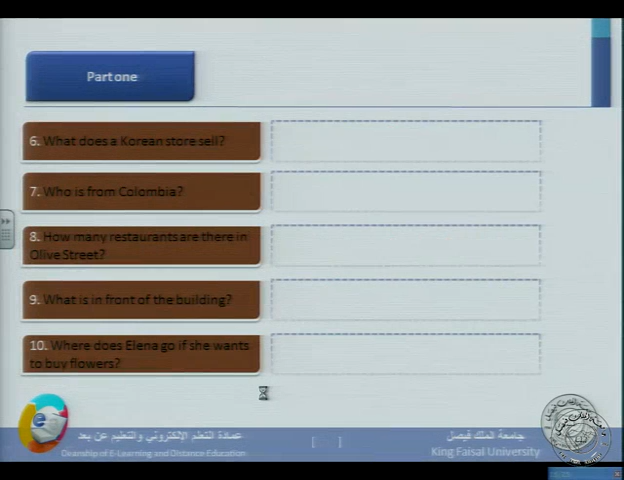 Part one
6. What does a Korean store sell?
7. Who is from Colombia?
8. How many restaurants are there in
Olive Street?
9. What is in front of the building?
10. Where does Elena go if she wants
to buy flowers?
عمادة التعلم الإلكتروني والتعليم عن بعد
Deanship of E-Learning and Distance Education
[ ]
جامعة الملك فيصل
King Faisal University